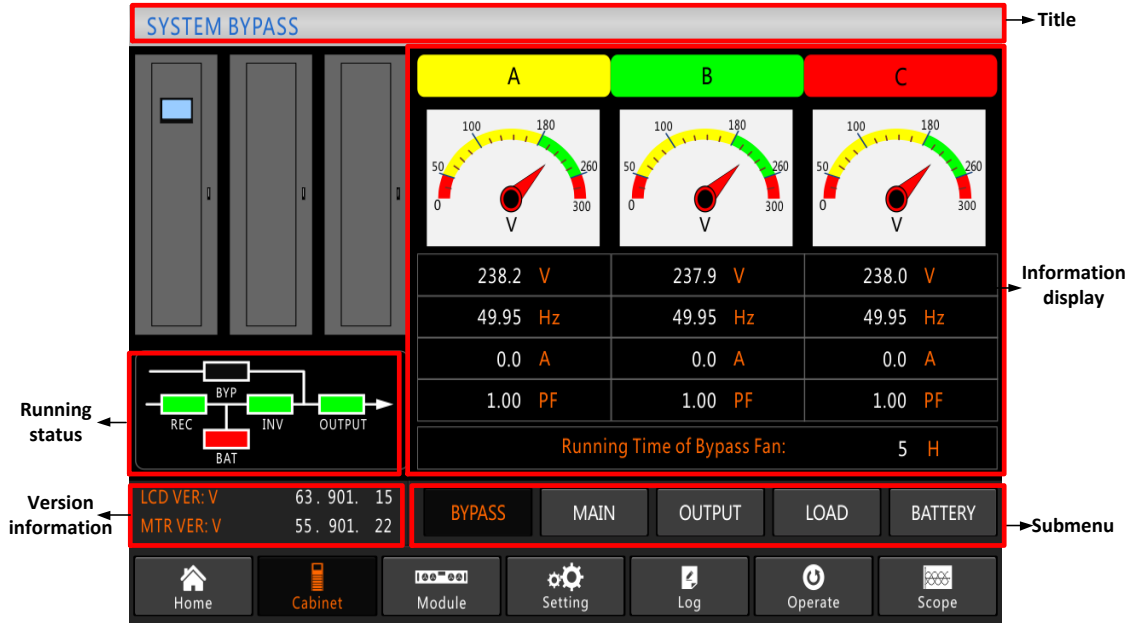 SYSTEM BYPASS
Title
A B C
100 180
50 260
0 300
V
100 180
50 260
0 300
V
100 180
50 260
0 300
V
238.2 V 237.9 V 238.0 V
49.95 Hz 49.95 Hz 49.95 Hz
0.0 A 0.0 A 0.0 A
1.00 PF 1.00 PF 1.00 PF
Running Time of Bypass Fan: 5 H
Information
display
BYP
REC INV OUTPUT
BAT
Running
status
LCD VER: V 63. 901. 15
MTR VER: V 55. 901. 22
Version
information
BYPASS MAIN OUTPUT LOAD BATTERY
Submenu
Home Cabinet Module Setting Log Operate Scope